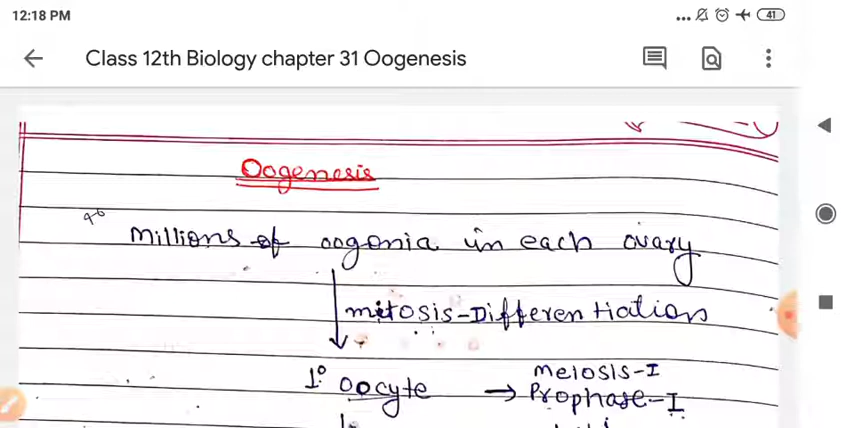 12:18 PM
41
Class 12th Biology chapter 31 Oogenesis
Oogenesis
millions of oogonia in each ovary
mitosis-Differentiation
1° oocyte → Meiosis-I
Prophase-I